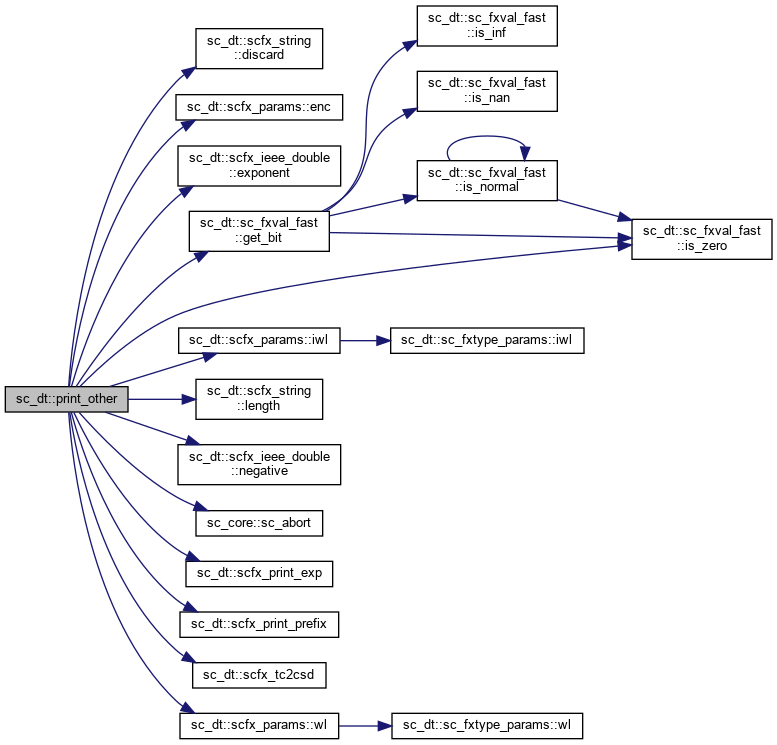 sc_dt::print_other
sc_dt::scfx_string
::discard
sc_dt::scfx_params::enc
sc_dt::scfx_ieee_double
::exponent
sc_dt::sc_fxval_fast
::get_bit
sc_dt::sc_fxval_fast
::is_inf
sc_dt::sc_fxval_fast
::is_nan
sc_dt::sc_fxval_fast
::is_normal
sc_dt::sc_fxval_fast
::is_zero
sc_dt::scfx_params::iwl
sc_dt::sc_fxtype_params::iwl
sc_dt::scfx_string
::length
sc_dt::scfx_ieee_double
::negative
sc_core::sc_abort
sc_dt::scfx_print_exp
sc_dt::scfx_print_prefix
sc_dt::scfx_tc2csd
sc_dt::scfx_params::wl
sc_dt::sc_fxtype_params::wl